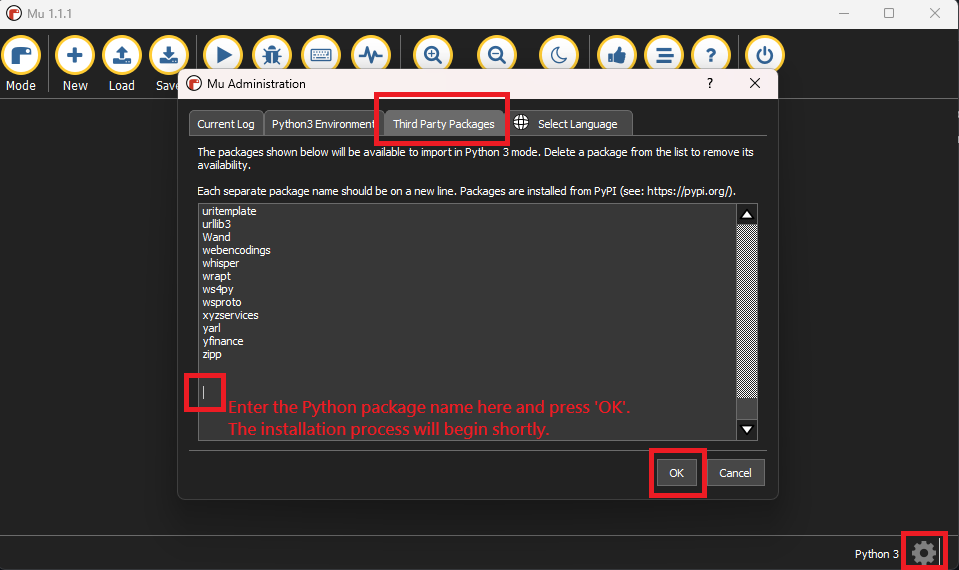 Mu 1.1.1
Mode
New
Load
Save
Mu Administration
?
Current Log
Python3 Environment
Third Party Packages
Select Language
The packages shown below will be available to import in Python 3 mode. Delete a package from the list to remove its
availability.
Each separate package name should be on a new line. Packages are installed from PyPI (see: https://pypi.org/).
uritemplate
urllib3
Wand
webencodings
whisper
wrapt
ws4py
wsproto
xyzservices
yarl
yfinance
zipp
Enter the Python package name here and press 'OK'.
The installation process will begin shortly.
OK
Cancel
Python 3